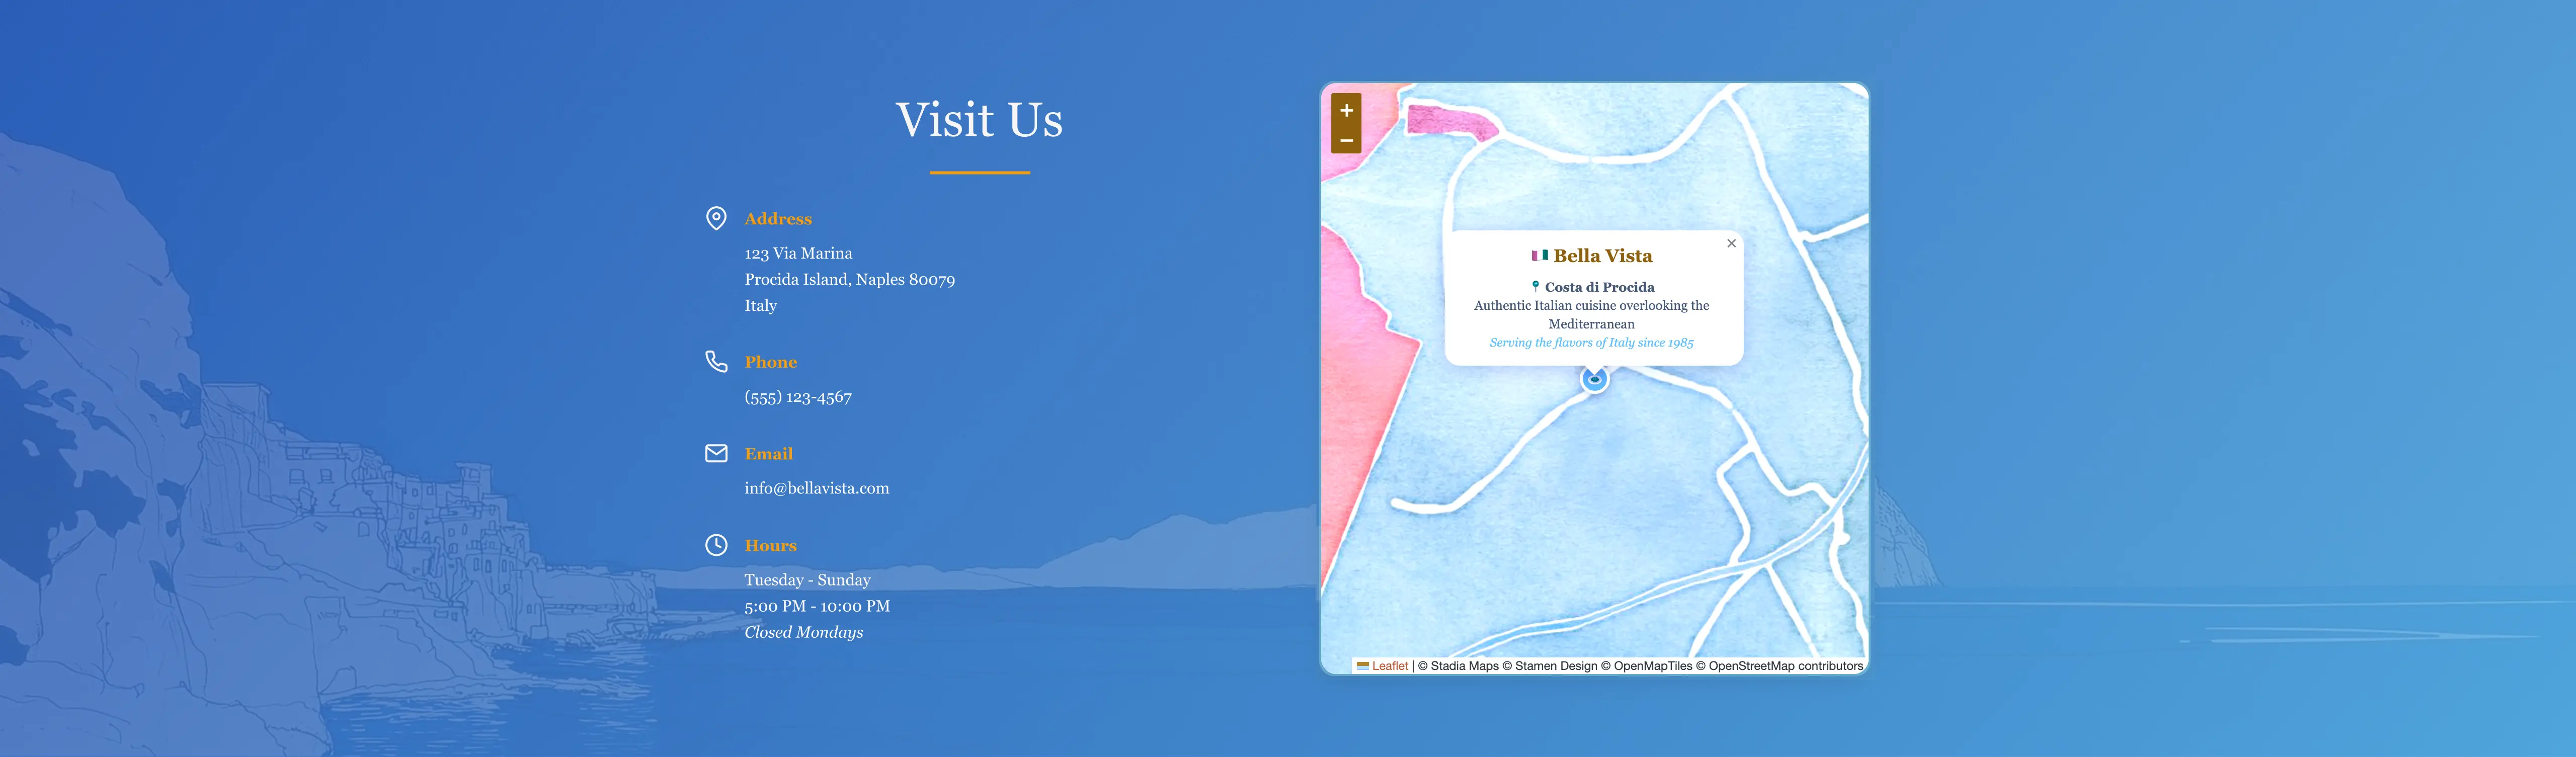 Visit Us
Address
123 Via Marina
Procida Island, Naples 80079
Italy
Phone
(555) 123-4567
Email
info@bellavista.com
Hours
Tuesday - Sunday
5:00 PM - 10:00 PM
Closed Mondays
+
−
×
Bella Vista
Costa di Procida
Authentic Italian cuisine overlooking the
Mediterranean
Serving the flavors of Italy since 1985
Leaflet | © Stadia Maps © Stamen Design © OpenMapTiles © OpenStreetMap contributors